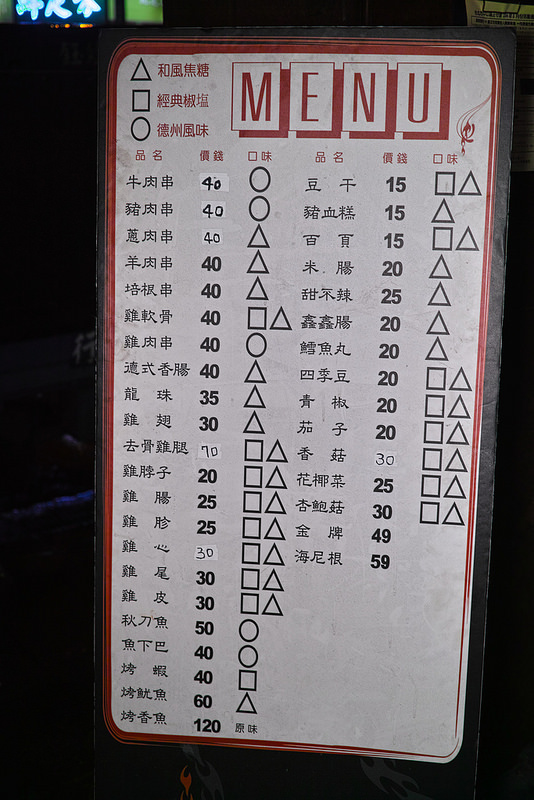 △ 和風焦糖
□ 經典椒塩
○ 德州風味
MENU
品名 價錢 口味
牛肉串 40 ○
豬肉串 40 ○
蔥肉串 40 △
羊肉串 40 △
培根串 40 △
雞軟骨 40 □△
雞肉串 40 ○
德式香腸 40 △
龍珠 35 △
雞翅 30 △
去骨雞腿 70 □△
雞脖子 20 □△
雞腸 25 □△
雞胗 25 □△
雞心 30 □△
雞尾 30 □△
雞皮 30 □△
秋刀魚 50 ○
魚下巴 40 ○
烤蝦 40 □
烤魷魚 60 △
烤香魚 120 原味
品名 價錢 口味
豆干 15 □△
豬血糕 15 △
百頁 15 □△
米腸 20 △
甜不辣 25 △
鑫鑫腸 20 △
鱈魚丸 20 △
四季豆 20 □△
青椒 20 □△
茄子 20 □△
香菇 30 □△
花椰菜 25 □△
杏鮑菇 30 □△
金牌 49
海尼根 59